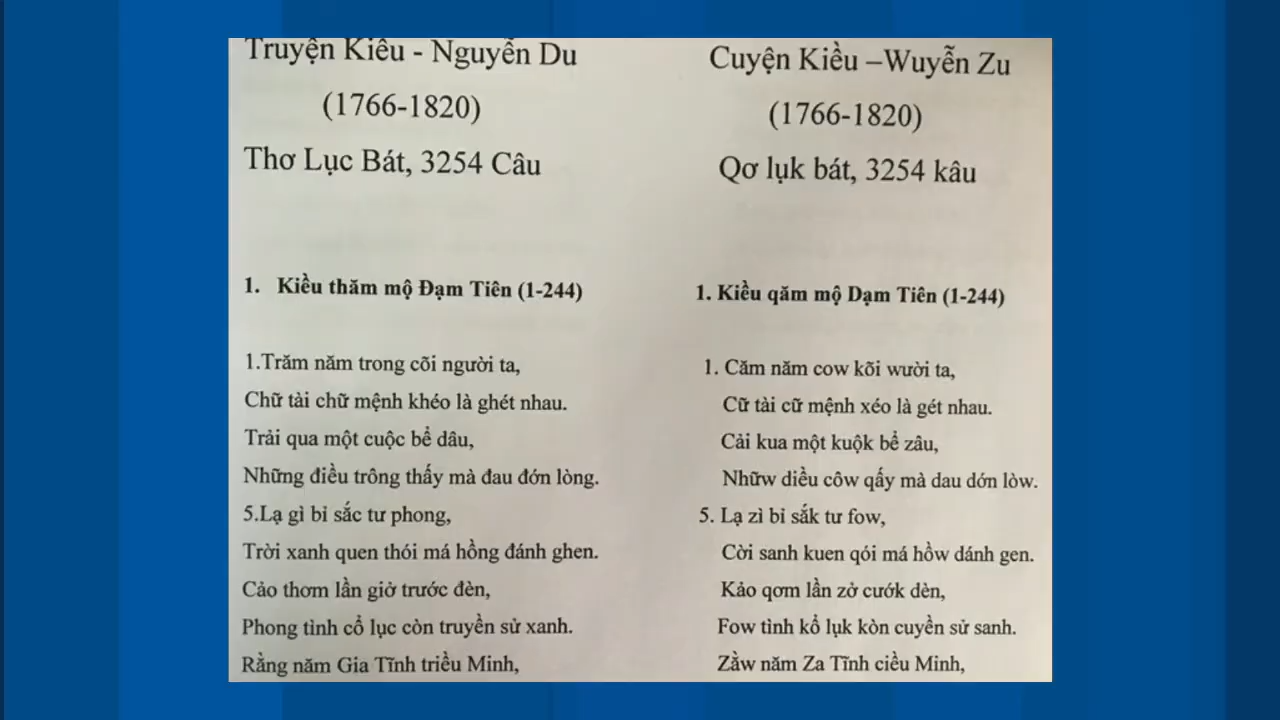 Truyện Kiều - Nguyễn Du
(1766-1820)
Thơ Lục Bát, 3254 Câu
1. Kiều thăm mộ Đạm Tiên (1-244)
1.Trăm năm trong cõi người ta,
Chữ tài chữ mệnh khéo là ghét nhau.
Trải qua một cuộc bể dâu,
Những điều trông thấy mà đau đớn lòng.
5.Lạ gì bỉ sắc tư phong,
Trời xanh quen thói má hồng đánh ghen.
Cảo thơm lần giở trước đèn,
Phong tình cổ lục còn truyền sử xanh.
Rằng năm Gia Tĩnh triều Minh,
Cuyện Kiều –Wuyễn Zu
(1766-1820)
Qơ lụk bát, 3254 kâu
1. Kiều qăm mộ Dạm Tiên (1-244)
1. Căm năm cow kõi wười ta,
Cữ tài cữ mệnh xéo là gét nhau.
Cải kua một kuộk bể zâu,
Nhữw diều côw qấy mà dau dớn lòw.
5. Lạ zì bỉ sắk tư fow,
Cời sanh kuen qói má hồw dánh gen.
Kảo qơm lần zở cướk dèn,
Fow tình kổ lụk kòn cuyền sử sanh.
Zằw năm Za Tĩnh ciều Minh,